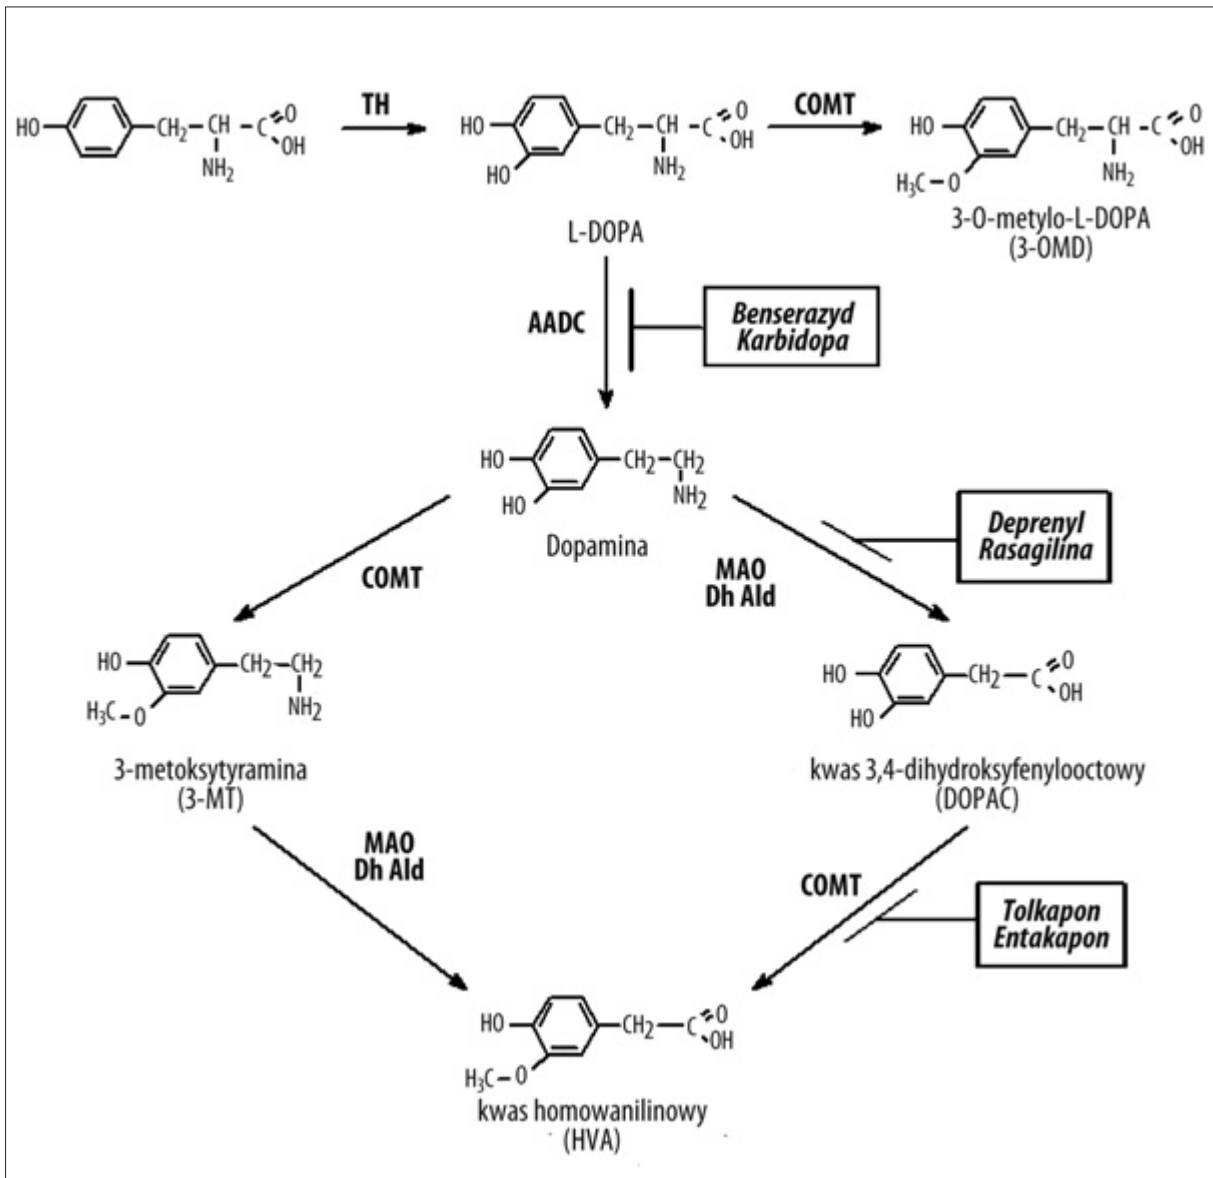 HO
CH2
CH
C
O
OH
NH2
TH
HO
HO
CH2
CH
C
O
OH
NH2
COMT
HO
H3C
O
CH2
CH
C
O
OH
NH2
L-DOPA
3-O-metylo-L-DOPA
(3-OMD)
AADC
Benserazyd
Karbidopa
HO
HO
CH2
CH2
NH2
Dopamina
COMT
MAO
Dh Ald
Deprenyl
Rasagilina
HO
H3C
O
CH2
CH2
NH2
HO
HO
CH2
C
O
OH
3-metoksytyramina
(3-MT)
kwas 3,4-dihydroksyfenylooctowy
(DOPAC)
MAO
Dh Ald
COMT
Tolkapon
Entakapon
HO
H3C
O
CH2
C
O
OH
kwas homowanilinowy
(HVA)